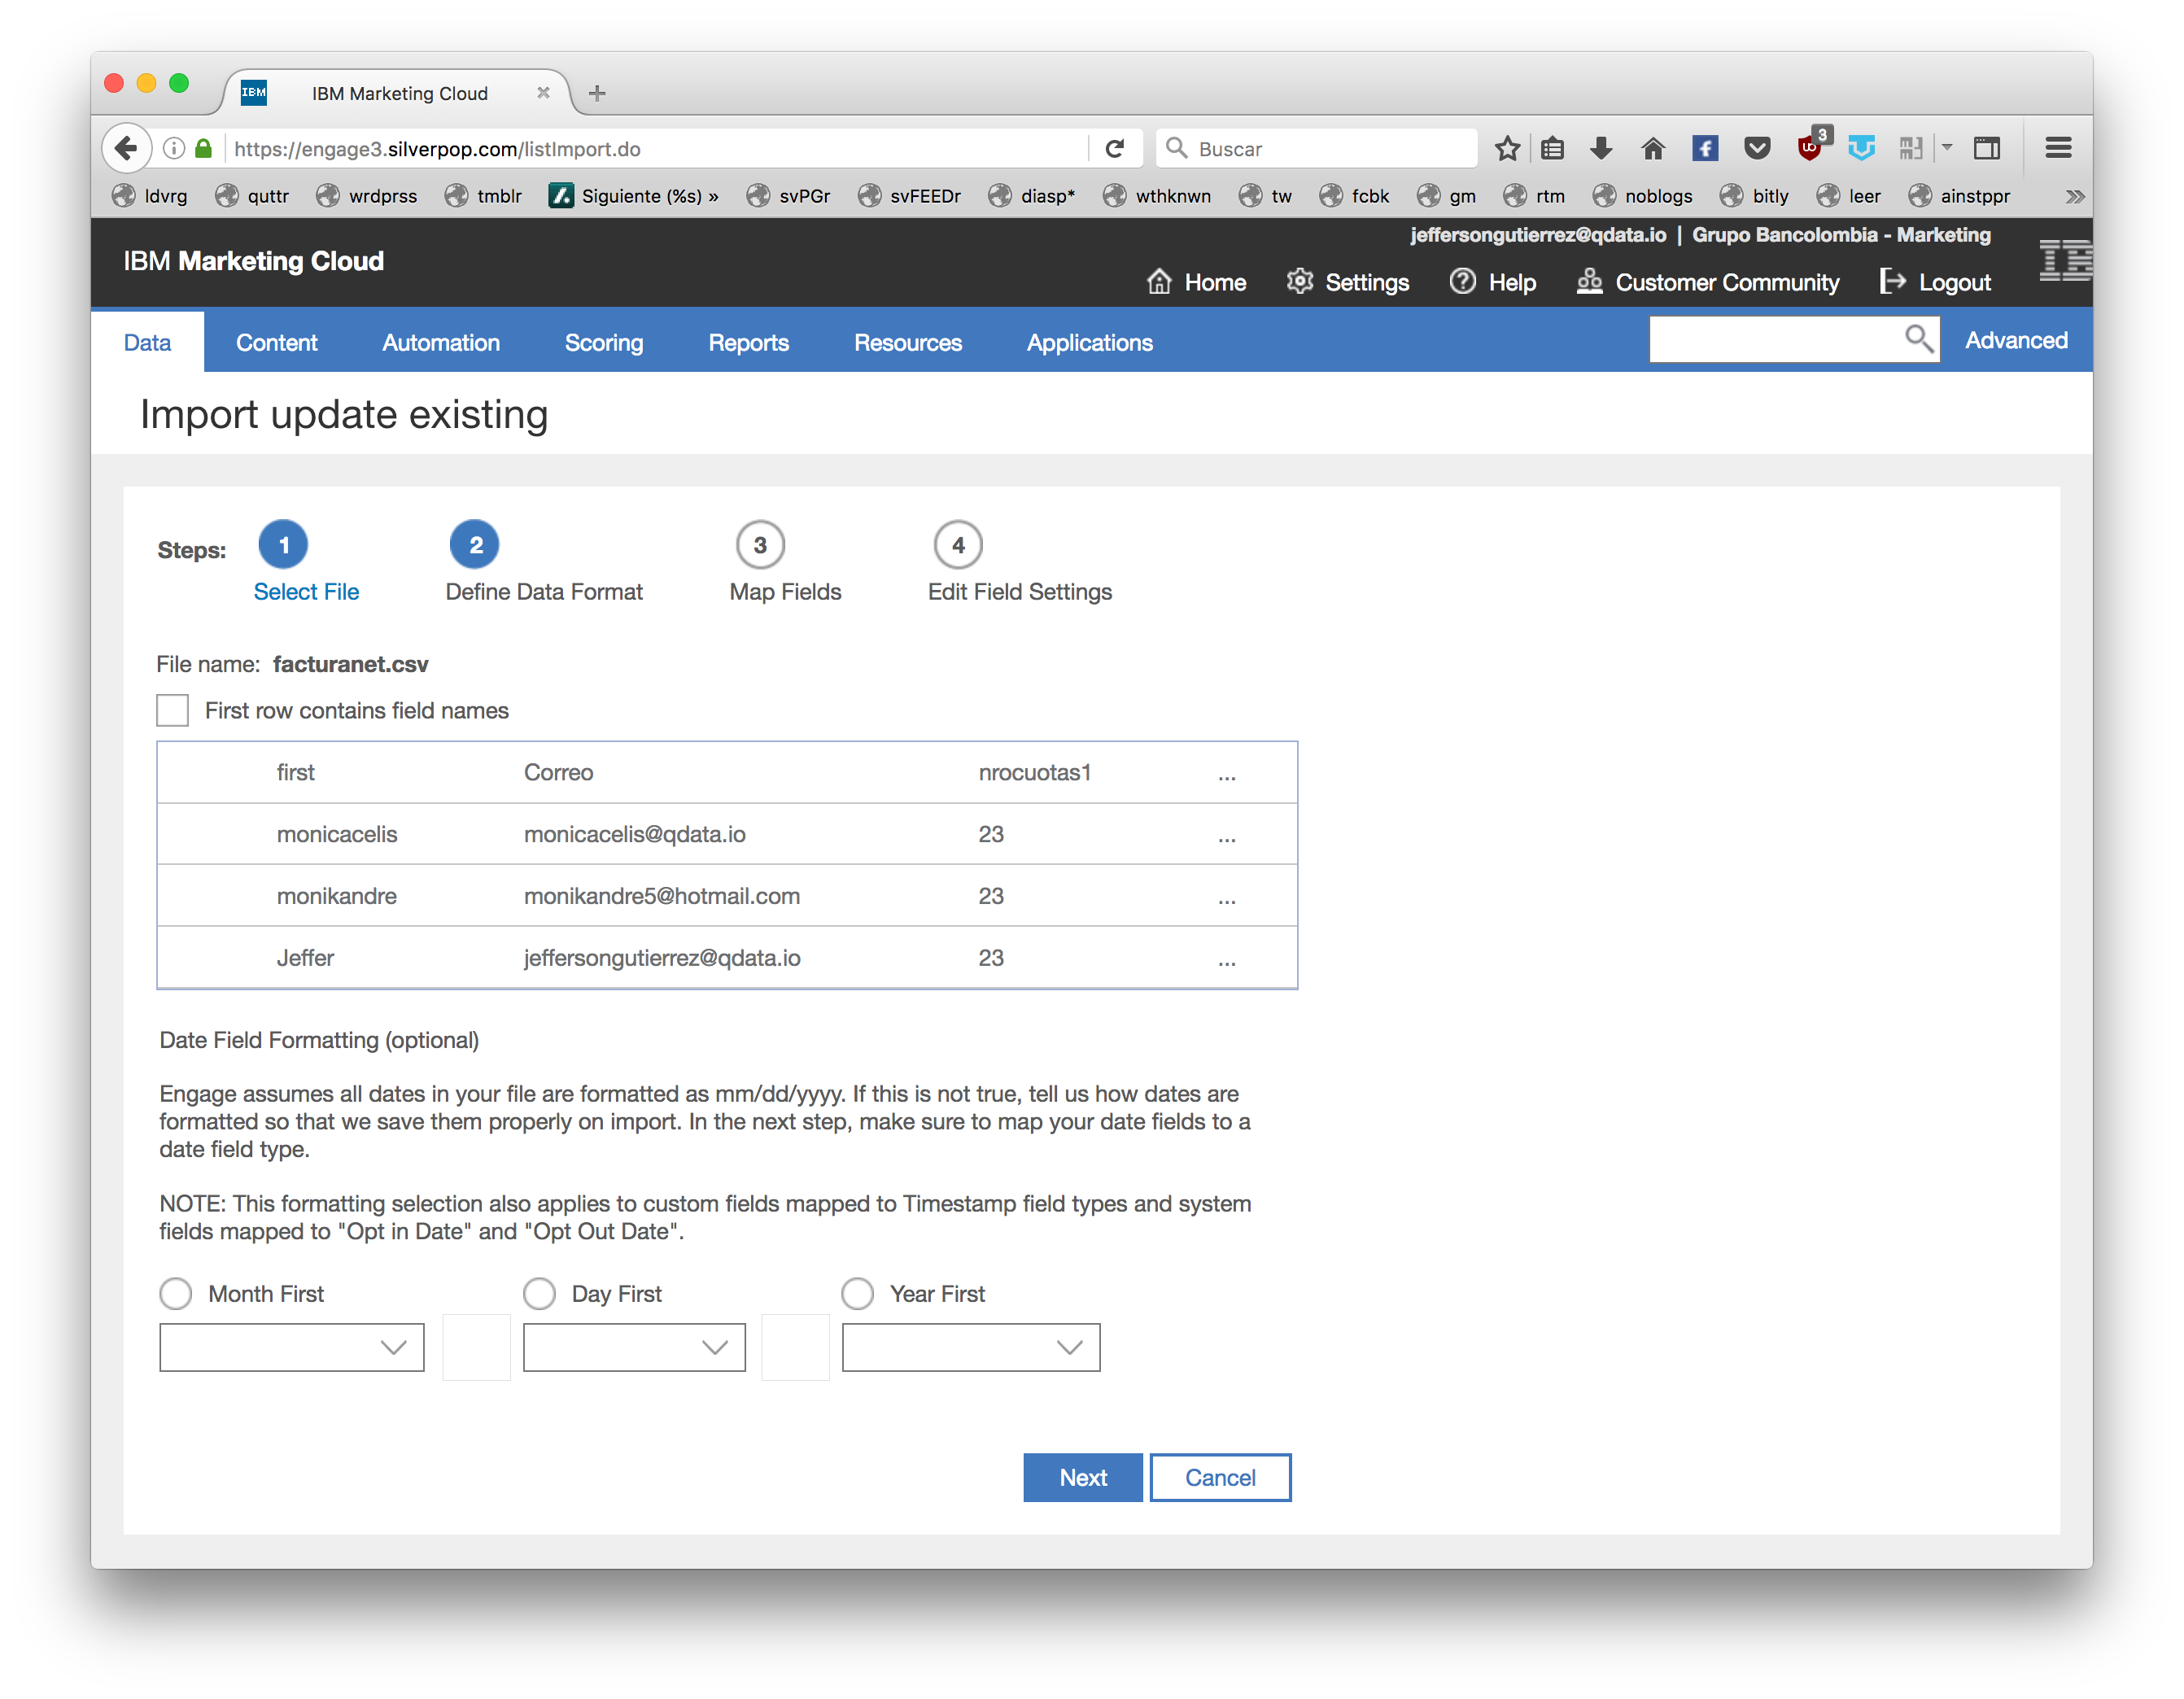 IBM
IBM Marketing Cloud
https://engage3.silverpop.com/listImport.do
Buscar
3
ldvrg quttr wrdprss tmblr Siguiente (%s) » svPGr svFEEDr diasp* wthknwn tw fcbk gm rtm noblogs bitly leer ainstppr
jeffersongutierrez@qdata.io | Grupo Bancolombia - Marketing
IBM Marketing Cloud
Home Settings Help Customer Community Logout
Data Content Automation Scoring Reports Resources Applications Advanced
Import update existing
Steps: 1 2 3 4
Select File Define Data Format Map Fields Edit Field Settings
File name: facturanet.csv
First row contains field names
first Correo nrocuotas1 ...
monicacelis monicacelis@qdata.io 23 ...
monikandre monikandre5@hotmail.com 23 ...
Jeffer jeffersongutierrez@qdata.io 23 ...
Date Field Formatting (optional)
Engage assumes all dates in your file are formatted as mm/dd/yyyy. If this is not true, tell us how dates are
formatted so that we save them properly on import. In the next step, make sure to map your date fields to a
date field type.
NOTE: This formatting selection also applies to custom fields mapped to Timestamp field types and system
fields mapped to "Opt in Date" and "Opt Out Date".
Month First Day First Year First
Next Cancel